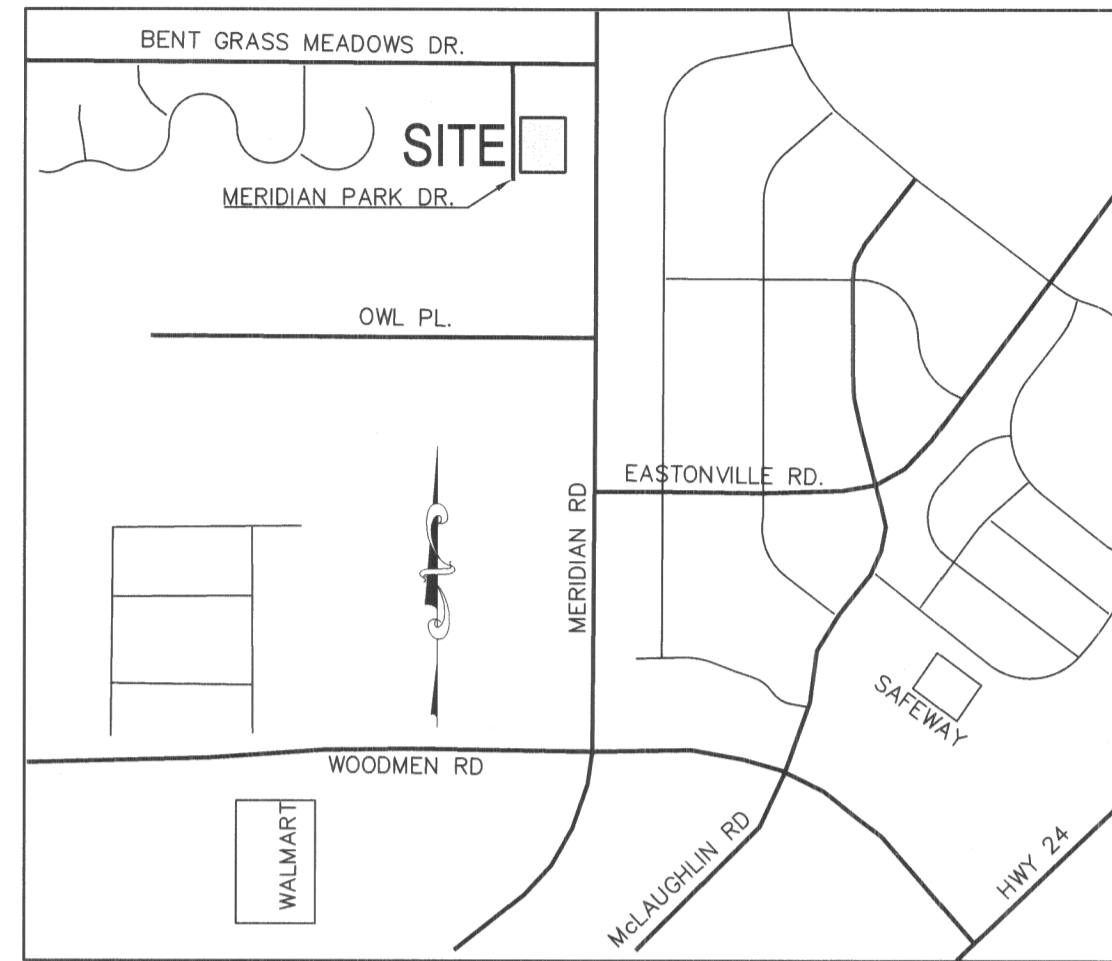 BENT GRASS MEADOWS DR.
SITE
MERIDIAN PARK DR.
OWL PL.
EASTONVILLE RD.
MERIDIAN RD
SAFEWAY
WOODMEN RD
WALMART
McLAUGHLIN RD
HWY 24